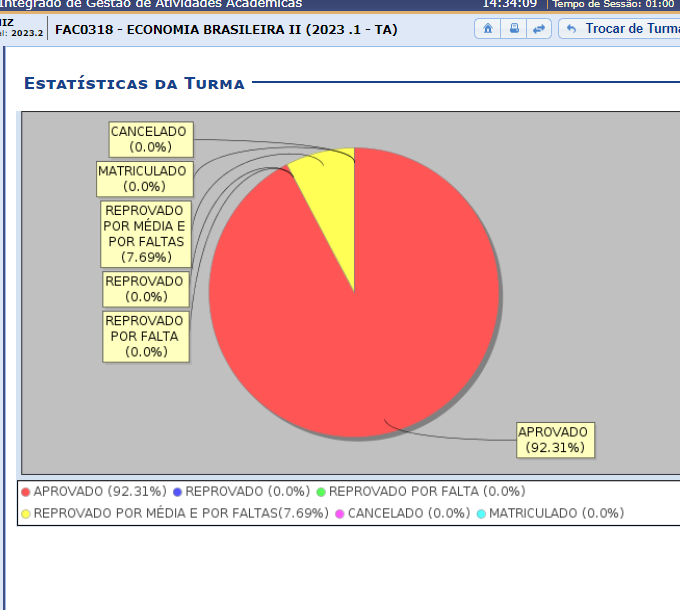 Integrado de Gestão de Atividades Acadêmicas 14:34:09 Tempo de Sessão: 01:00
IZ
al: 2023.2 FAC0318 - ECONOMIA BRASILEIRA II (2023 .1 - TA) Trocar de Turma
Estatísticas da Turma
CANCELADO
(0.0%)
MATRICULADO
(0.0%)
REPROVADO
POR MÉDIA E
POR FALTAS
(7.69%)
REPROVADO
(0.0%)
REPROVADO
POR FALTA
(0.0%)
APROVADO
(92.31%)
APROVADO (92.31%) REPROVADO (0.0%) REPROVADO POR FALTA (0.0%)
REPROVADO POR MÉDIA E POR FALTAS(7.69%) CANCELADO (0.0%) MATRICULADO (0.0%)